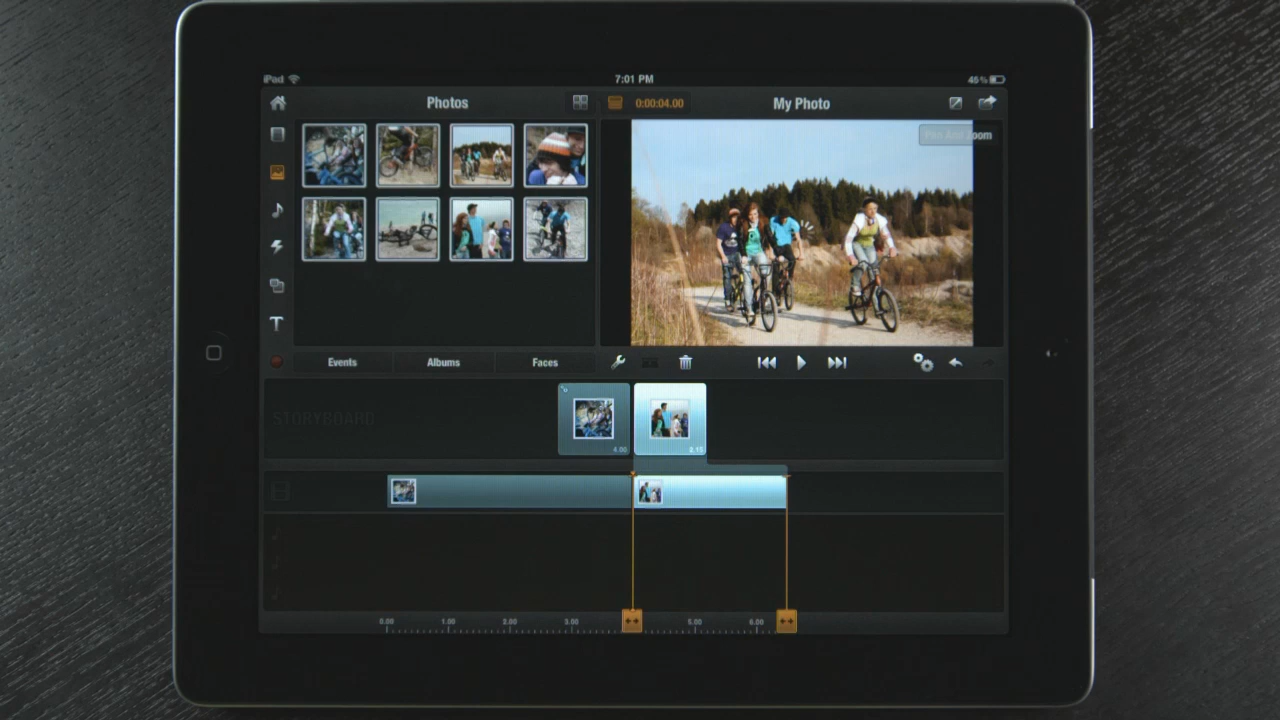 iPad
7:01 PM
45%
Photos
0:00:04.00
My Photo
Pan And Zoom
Events
Albums
Faces
STORYBOARD
4.00
2.15
0.00
1.00
2.00
3.00
5.00
6.00